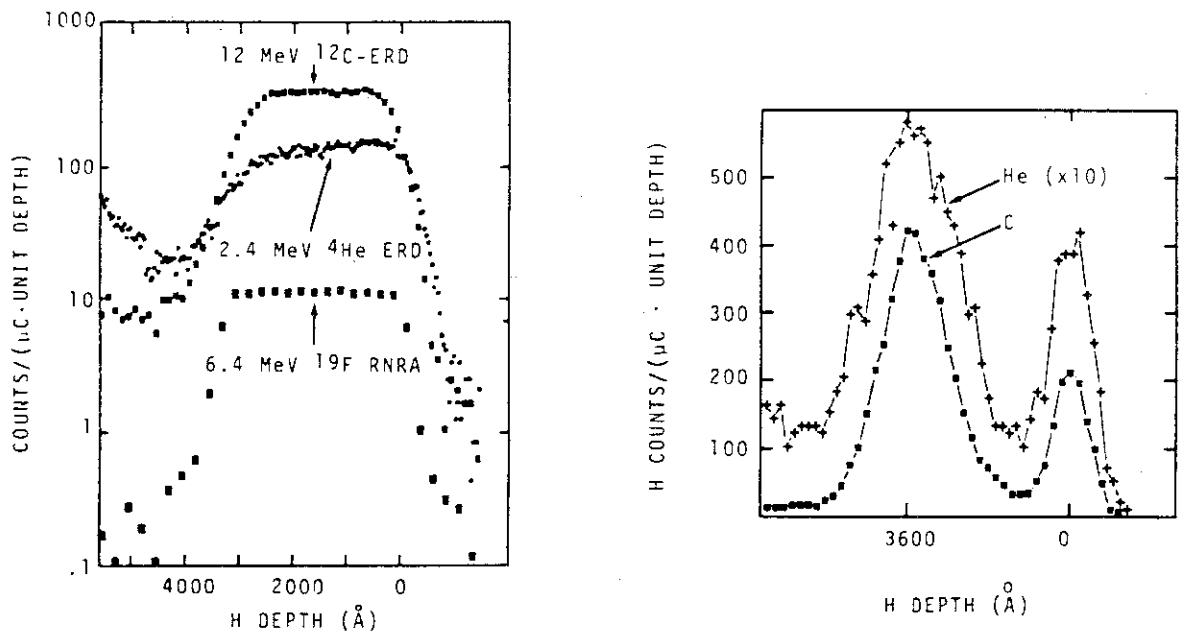 1000
100
10
1
.1
COUNTS/(μC·UNIT DEPTH)
12 MeV ¹²C-ERD
2.4 MeV ⁴He ERD
6.4 MeV ¹⁹F RNRA
4000 2000 0
H DEPTH (Å)
500
400
300
200
100
H COUNTS/(μC · UNIT DEPTH)
He (x10)
C
3600 0
H DEPTH (Å)